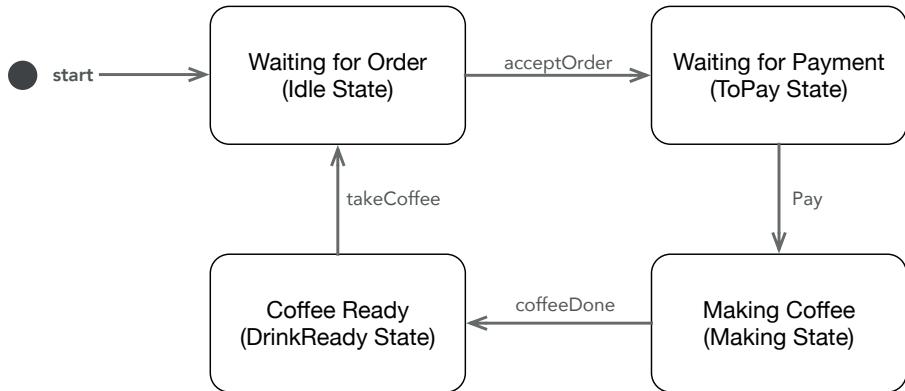 start
Waiting for Order
(Idle State)
acceptOrder
Waiting for Payment
(ToPay State)
takeCoffee
Pay
Coffee Ready
(DrinkReady State)
coffeeDone
Making Coffee
(Making State)